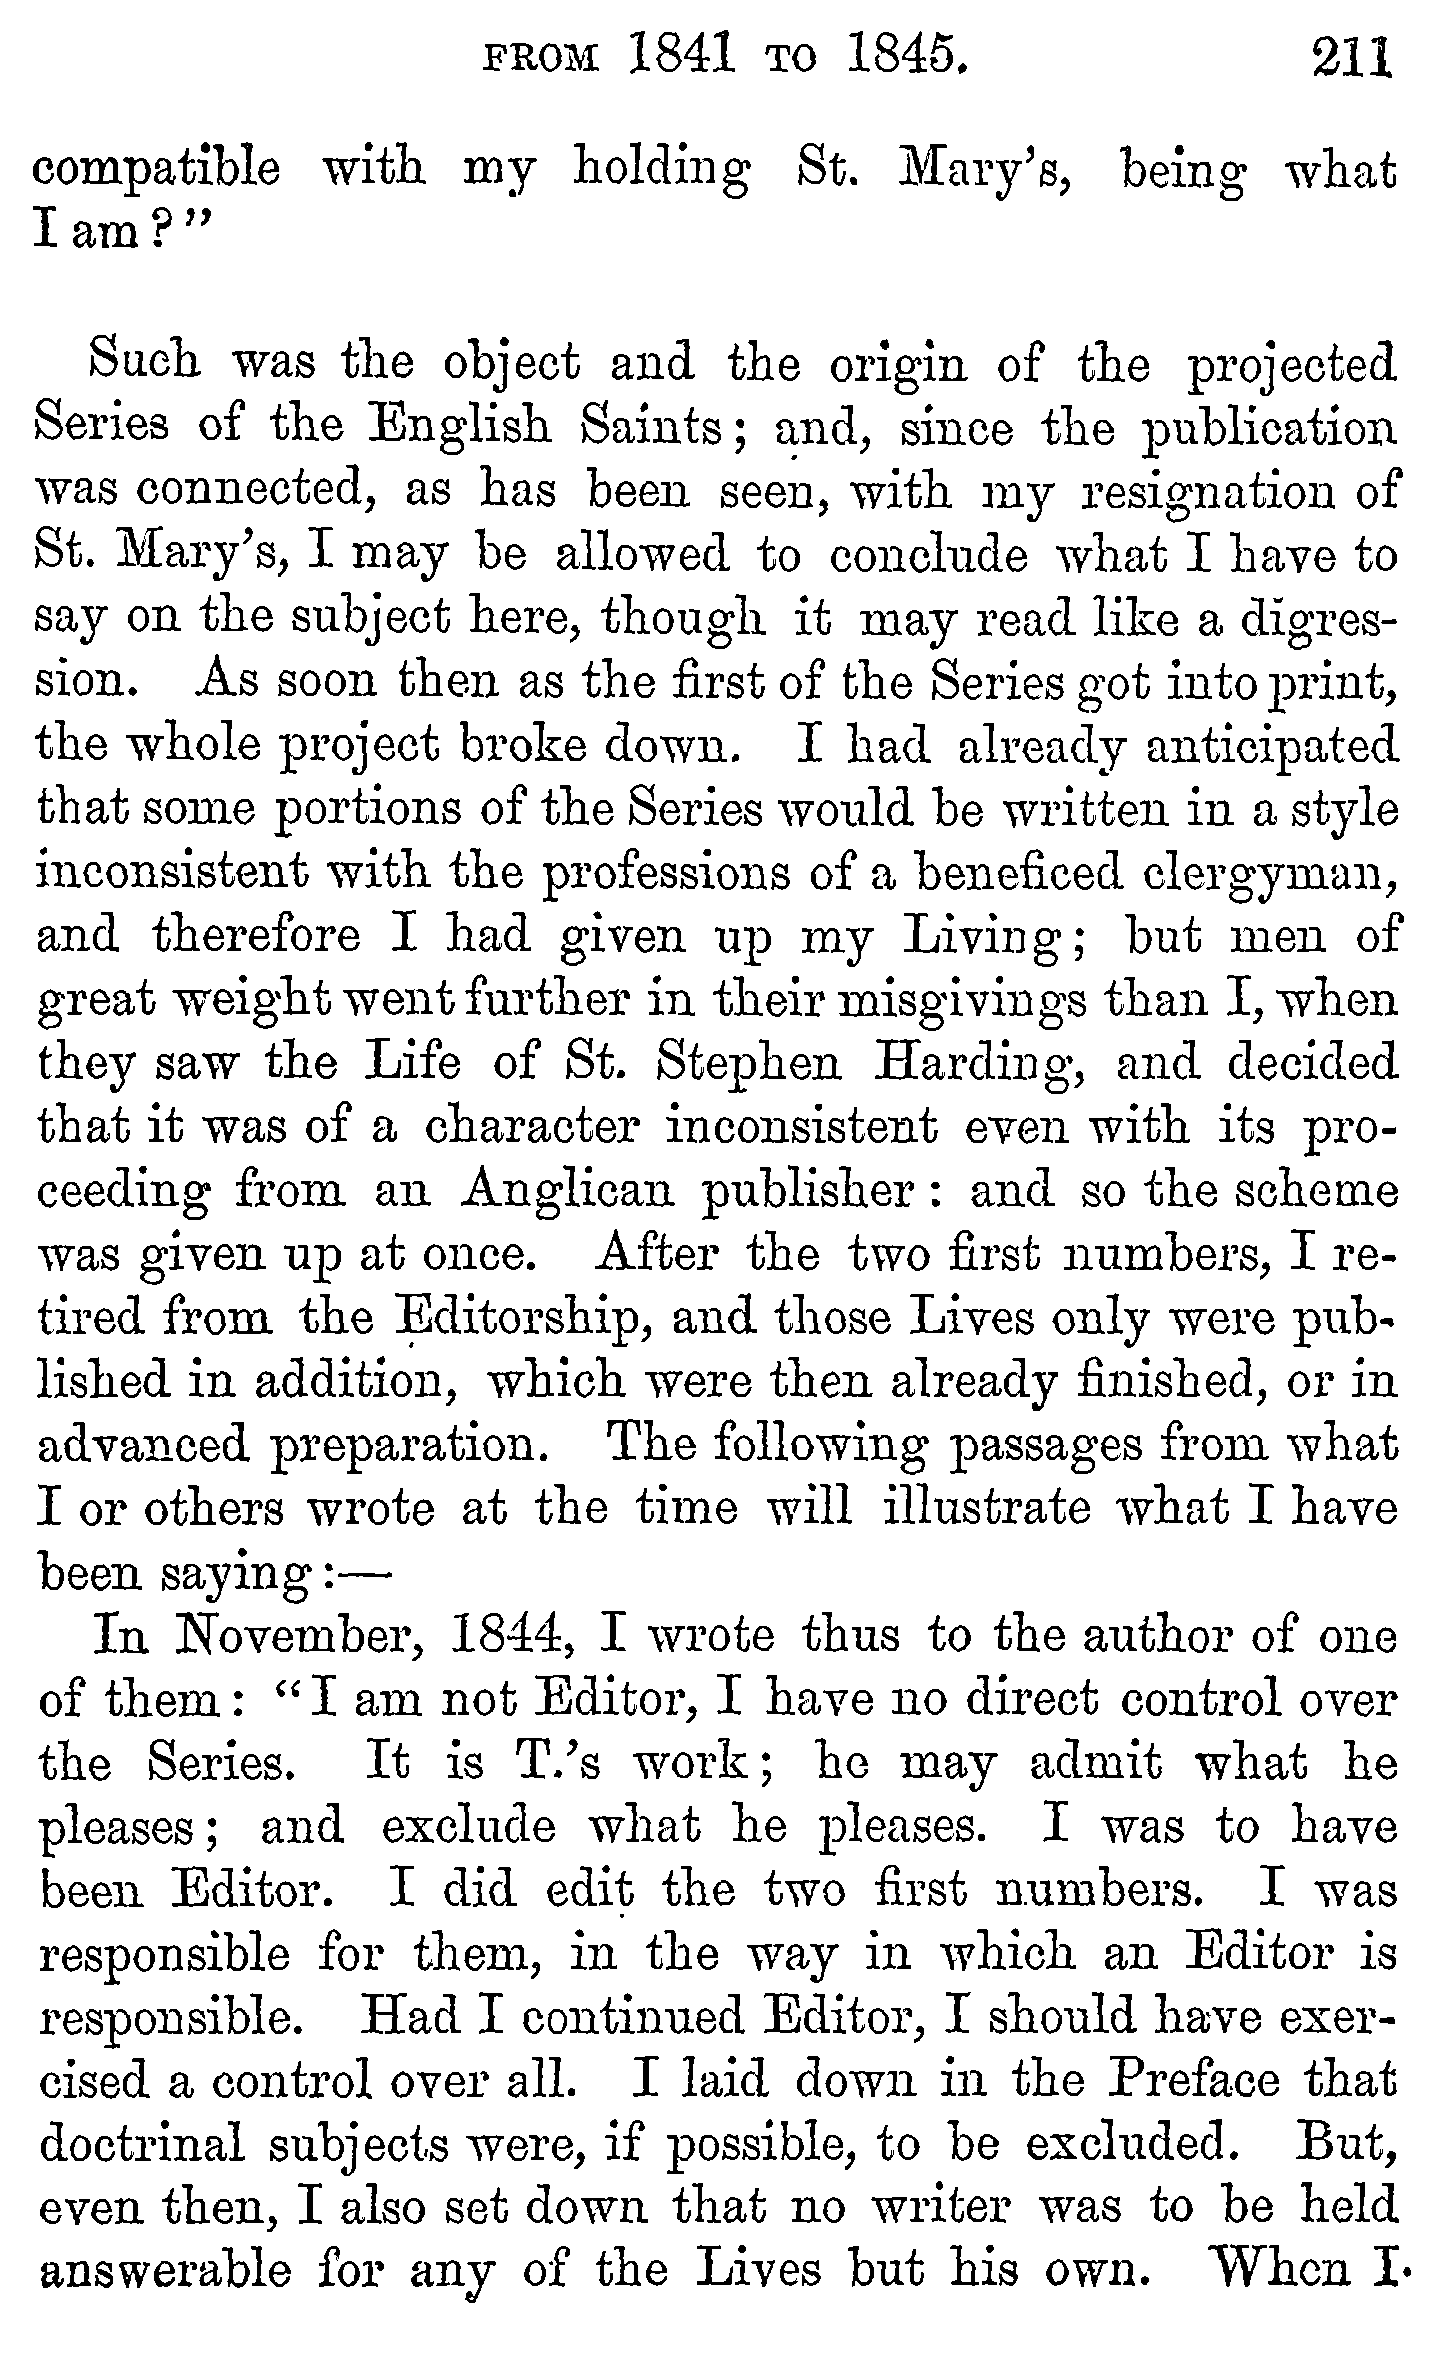 FROM 1841 TO 1845. 211
compatible with my holding St. Mary's, being what
I am?"
Such was the object and the origin of the projected
Series of the English Saints; and, since the publication
was connected, as has been seen, with my resignation of
St. Mary's, I may be allowed to conclude what I have to
say on the subject here, though it may read like a digres-
sion. As soon then as the first of the Series got into print,
the whole project broke down. I had already anticipated
that some portions of the Series would be written in a style
inconsistent with the professions of a beneficed clergyman,
and therefore I had given up my Living; but men of
great weight went further in their misgivings than I, when
they saw the Life of St. Stephen Harding, and decided
that it was of a character inconsistent even with its pro-
ceeding from an Anglican publisher: and so the scheme
was given up at once. After the two first numbers, I re-
tired from the Editorship, and those Lives only were pub-
lished in addition, which were then already finished, or in
advanced preparation. The following passages from what
I or others wrote at the time will illustrate what I have
been saying:—
In November, 1844, I wrote thus to the author of one
of them: "I am not Editor, I have no direct control over
the Series. It is T.'s work; he may admit what he
pleases; and exclude what he pleases. I was to have
been Editor. I did edit the two first numbers. I was
responsible for them, in the way in which an Editor is
responsible. Had I continued Editor, I should have exer-
cised a control over all. I laid down in the Preface that
doctrinal subjects were, if possible, to be excluded. But,
even then, I also set down that no writer was to be held
answerable for any of the Lives but his own. When I